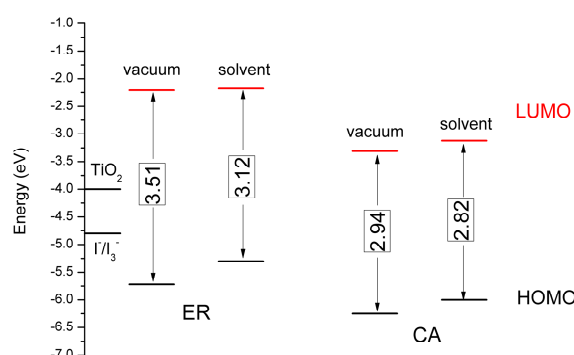 -1.0
-1.5
-2.0
-2.5
-3.0
-3.5
-4.0
-4.5
-5.0
-5.5
-6.0
-6.5
-7.0
Energy (eV)
TiO2
I-/I3-
vacuum
solvent
3.51
3.12
ER
vacuum
solvent
2.94
2.82
CA
LUMO
HOMO